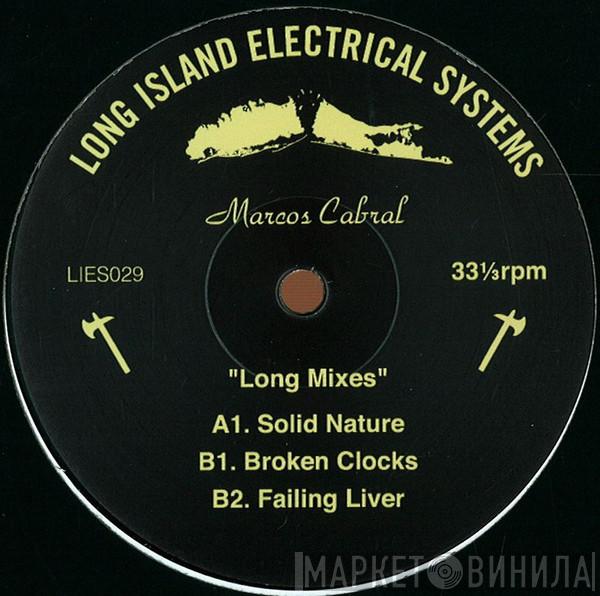 LONG ISLAND ELECTRICAL SYSTEMS
Marcos Cabral
LIES029
33⅓rpm
"Long Mixes"
A1. Solid Nature
B1. Broken Clocks
B2. Failing Liver
МАРКЕТ ВИНИЛА